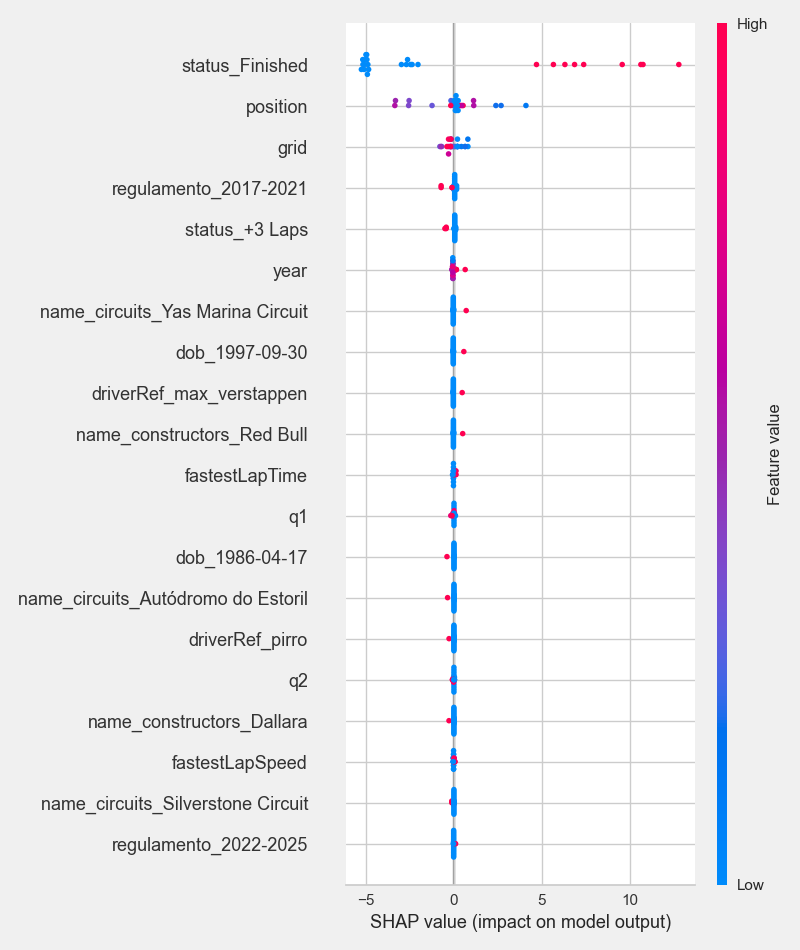 High
status_Finished
position
grid
regulamento_2017-2021
status_+3 Laps
year
name_circuits_Yas Marina Circuit
dob_1997-09-30
driverRef_max_verstappen
name_constructors_Red Bull
fastestLapTime
q1
dob_1986-04-17
name_circuits_Autódromo do Estoril
driverRef_pirro
q2
name_constructors_Dallara
fastestLapSpeed
name_circuits_Silverstone Circuit
regulamento_2022-2025
Feature value
Low
−5 0 5 10
SHAP value (impact on model output)